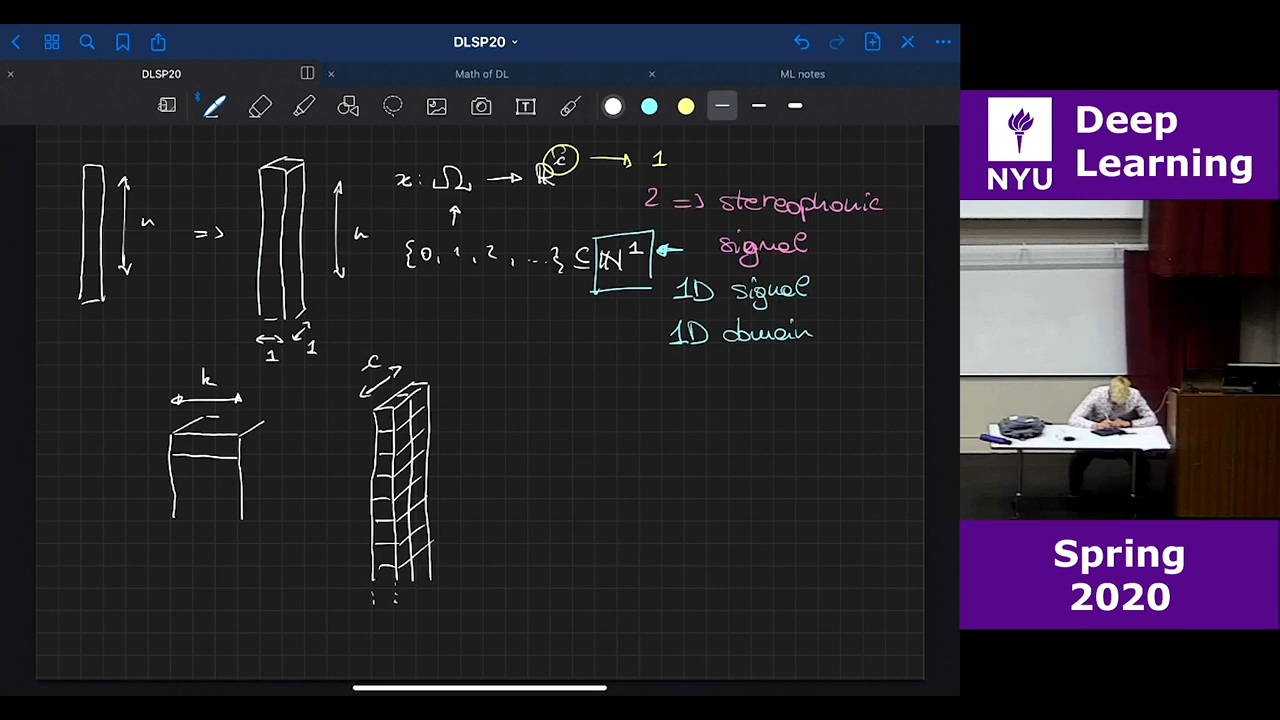 DLSP20
DLSP20
Math of DL
ML notes
x: Ω → ℝ^c → 1
2 => stereophonic
signal
n
=>
n
{0, 1, 2, ...} ⊆ ℕ^1 ←
1D signal
1D domain
1
1
k
c
NYU
Deep
Learning
Spring
2020